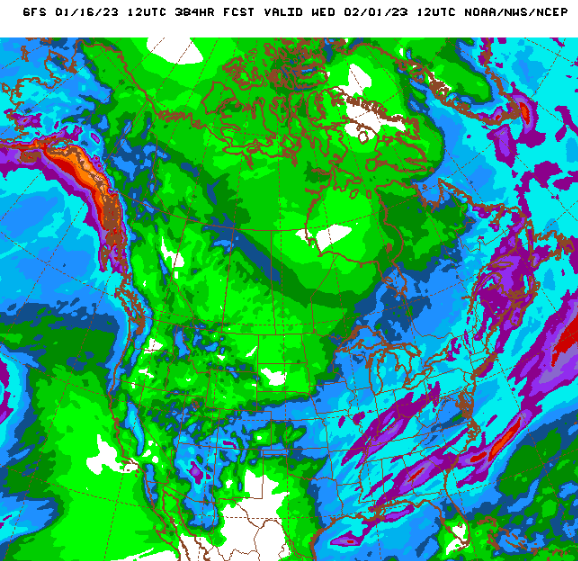 GFS 01/16/23 12UTC 384HR FCST VALID WED 02/01/23 12UTC NOAA/NWS/NCEP